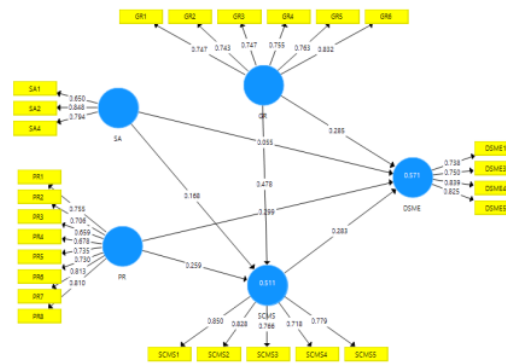 GR1 GR2 GR3 GR4 GR5 GR6
0.747 0.743 0.747 0.755 0.763 0.832
GR
SA1
SA2
SA4
0.650
0.848
0.794
SA
0.285
0.055
0.478
0.168
0.571
DSME
DSME1
DSME3
DSME4
DSME5
0.738
0.750
0.839
0.825
PR1
PR2
PR3
PR4
PR5
PR6
PR7
PR8
0.755
0.706
0.659
0.678
0.735
0.730
0.813
0.810
PR
0.299
0.259
0.283
0.511
SCMS
0.850 0.828 0.766 0.718 0.779
SCMS1 SCMS2 SCMS3 SCMS4 SCMS5